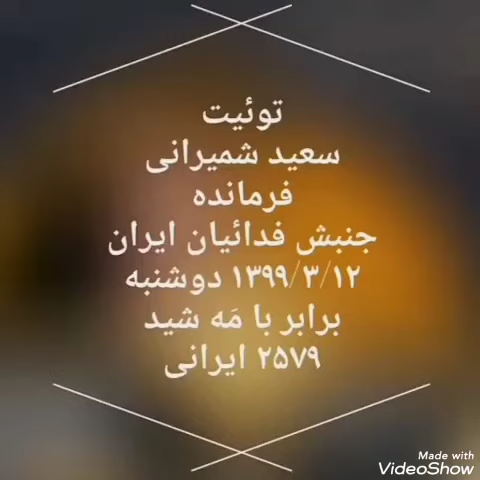 توئیت
سعید شمیرانی
فرمانده
جنبش فدائیان ایران
۱۳۹۹/۳/۱۲ دوشنبه
برابر با مَه شید
۲۵۷۹ ایرانی
Made with
VideoShow